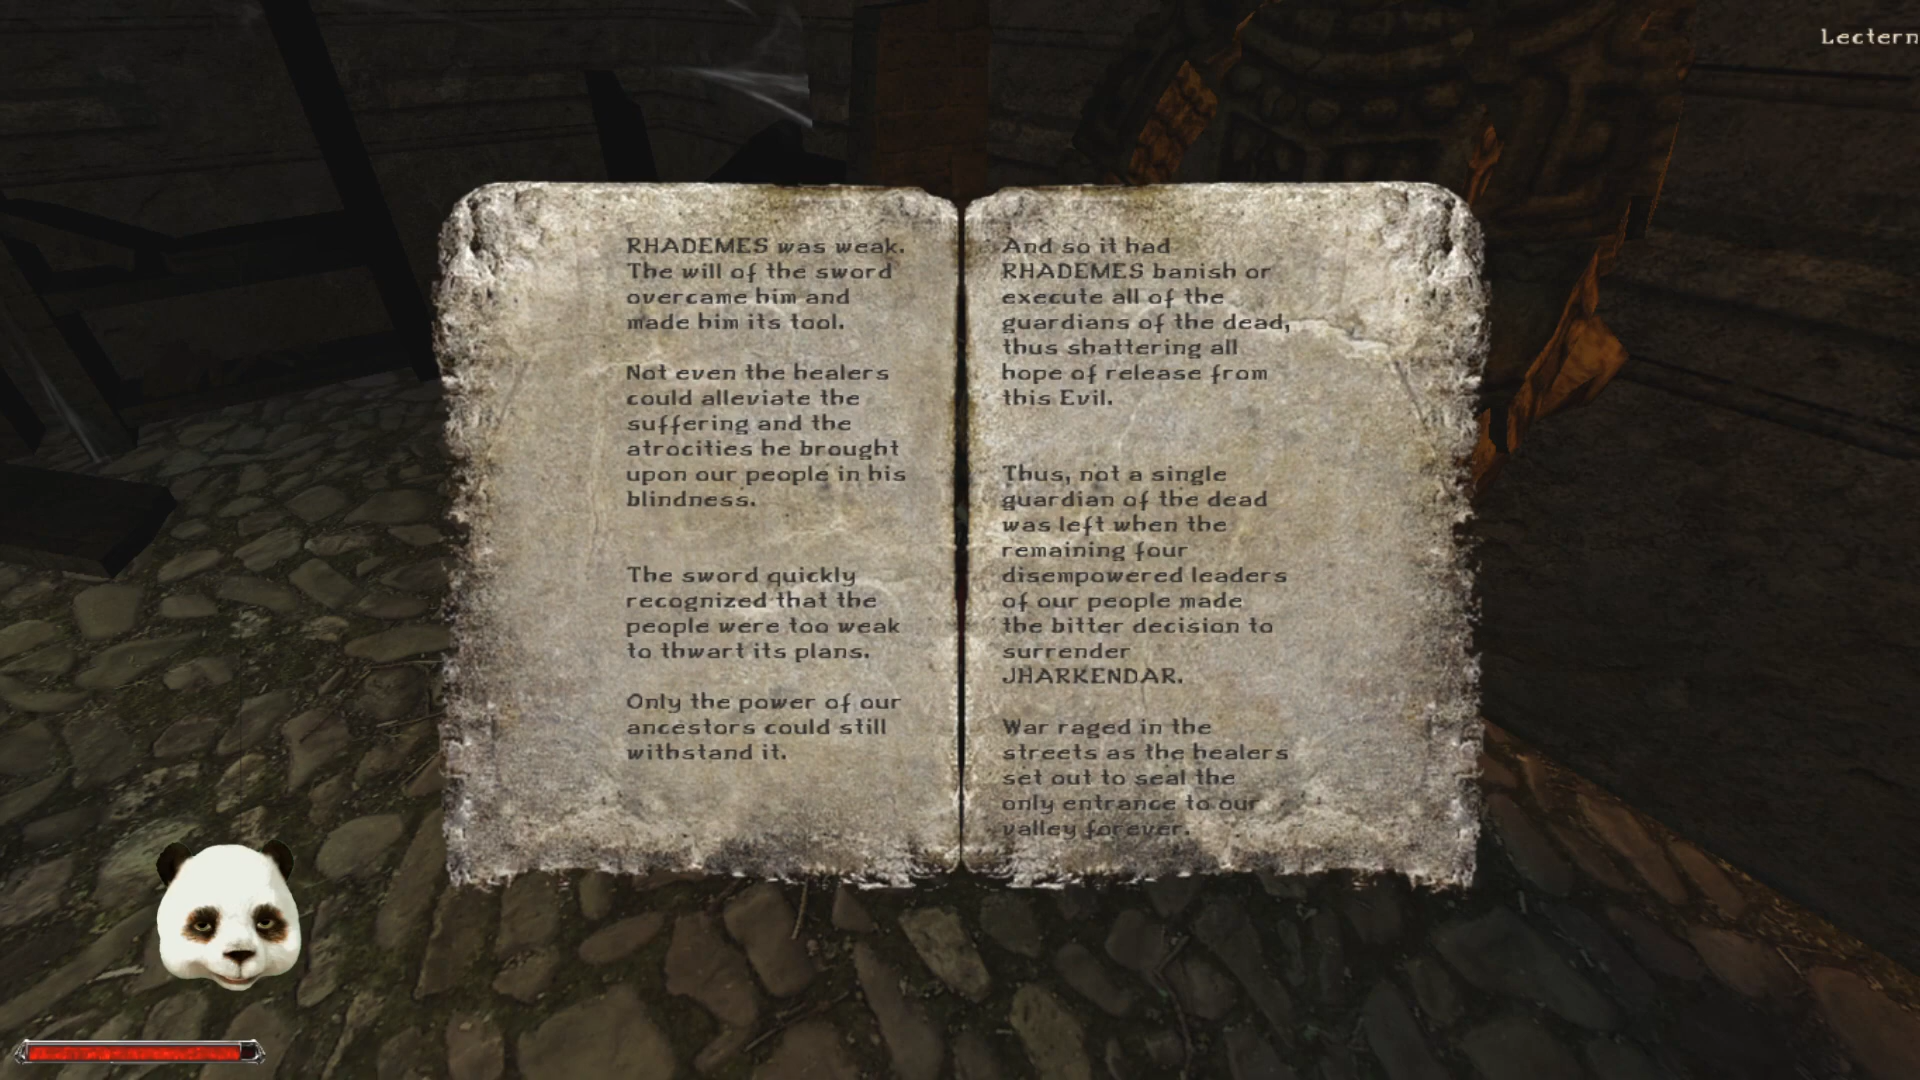 Lectern
RHADEMES was weak.
The will of the sword
overcame him and
made him its tool.
Not even the healers
could alleviate the
suffering and the
atrocities he brought
upon our people in his
blindness.
The sword quickly
recognized that the
people were too weak
to thwart its plans.
Only the power of our
ancestors could still
withstand it.
And so it had
RHADEMES banish or
execute all of the
guardians of the dead,
thus shattering all
hope of release from
this Evil.
Thus, not a single
guardian of the dead
was left when the
remaining four
disempowered leaders
of our people made
the bitter decision to
surrender
JHARKENDAR.
War raged in the
streets as the healers
set out to seal the
only entrance to our
valley forever.